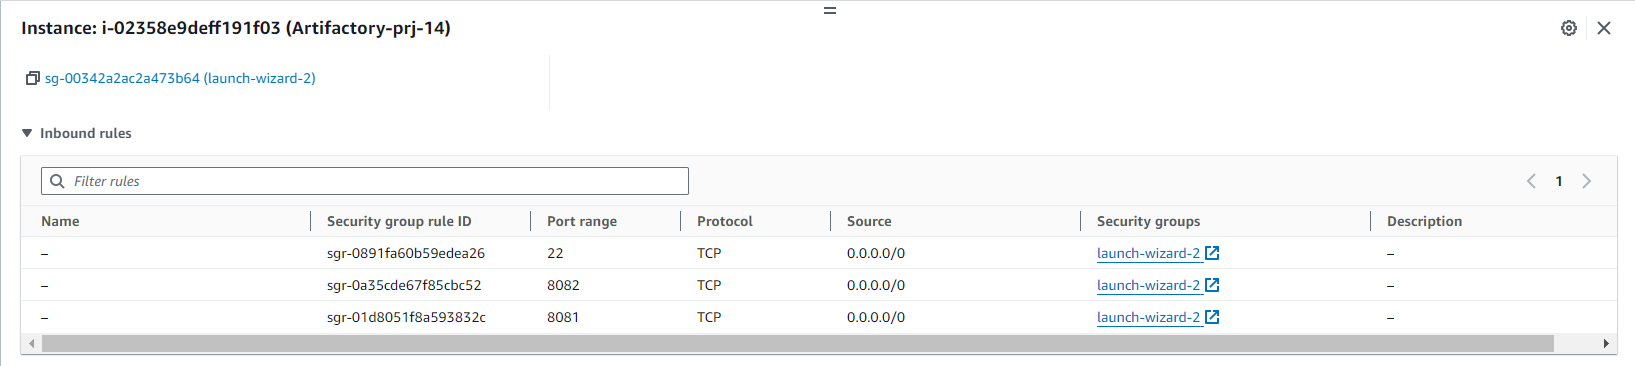 Instance: i-02358e9deff191f03 (Artifactory-prj-14)
sg-00342a2ac2a473b64 (launch-wizard-2)
Inbound rules
Filter rules
1
Name Security group rule ID Port range Protocol Source Security groups Description
– sgr-0891fa60b59edea26 22 TCP 0.0.0.0/0 launch-wizard-2 –
– sgr-0a35cde67f85cbc52 8082 TCP 0.0.0.0/0 launch-wizard-2 –
– sgr-01d8051f8a593832c 8081 TCP 0.0.0.0/0 launch-wizard-2 –